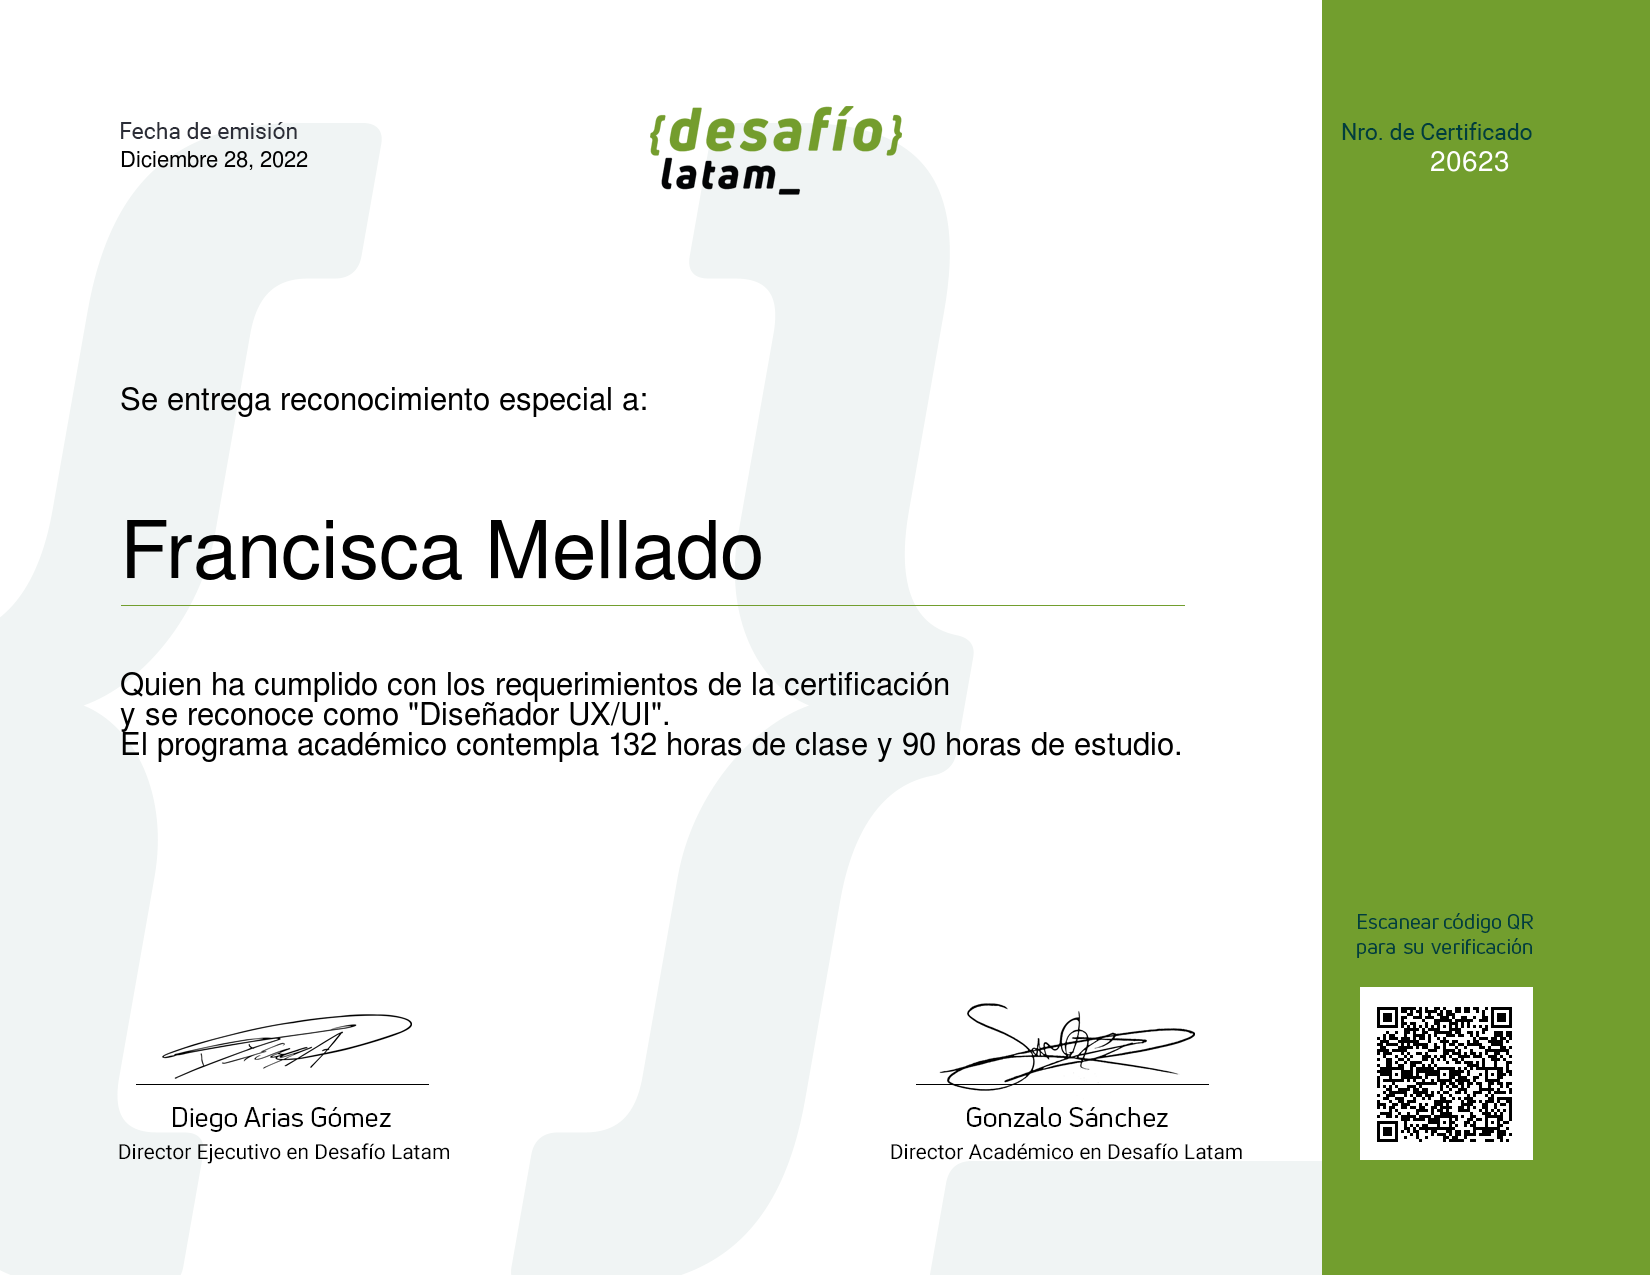 Fecha de emisión
Diciembre 28, 2022
{desafío}
latam_
Nro. de Certificado
20623
Se entrega reconocimiento especial a:
Francisca Mellado
Quien ha cumplido con los requerimientos de la certificación
y se reconoce como "Diseñador UX/UI".
El programa académico contempla 132 horas de clase y 90 horas de estudio.
Escanear código QR
para su verificación
Diego Arias Gómez
Director Ejecutivo en Desafío Latam
Gonzalo Sánchez
Director Académico en Desafío Latam